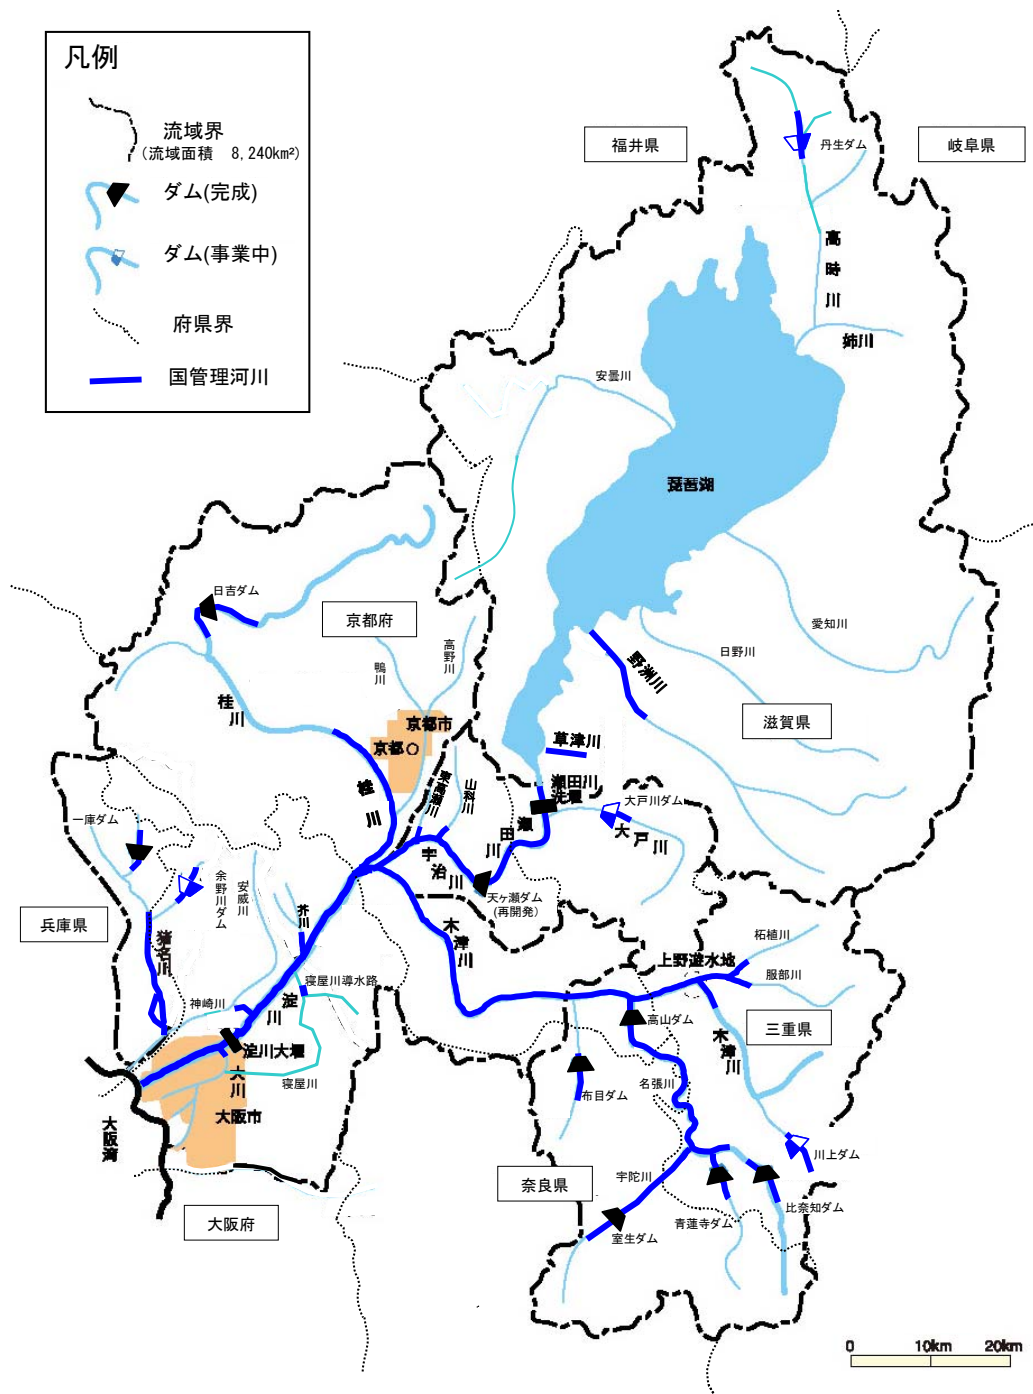 凡例
流域界
(流域面積 8,240km²)
ダム(完成)
ダム(事業中)
府県界
国管理河川
福井県
岐阜県
丹生ダム
高時川
姉川
安曇川
琵琶湖
日吉ダム
京都府
高野川
鴨川
愛知川
日野川
野洲川
滋賀県
桂川
京都市
京都
草津川
瀬田川
洗堰
東高瀬川
山科川
大戸川ダム
大戸川
桂川
瀬田川
宇治川
天ヶ瀬ダム
(再開発)
一庫ダム
余野川ダム
安威川
芥川
兵庫県
猪名川
木津川
柘植川
上野遊水地
服部川
寝屋川導水路
神崎川
淀川
高山ダム
三重県
木津川
淀川大堰
大川
寝屋川
名張川
布目ダム
大阪市
大阪湾
川上ダム
奈良県
宇陀川
比奈知ダム
青蓮寺ダム
室生ダム
大阪府
0 10km 20km